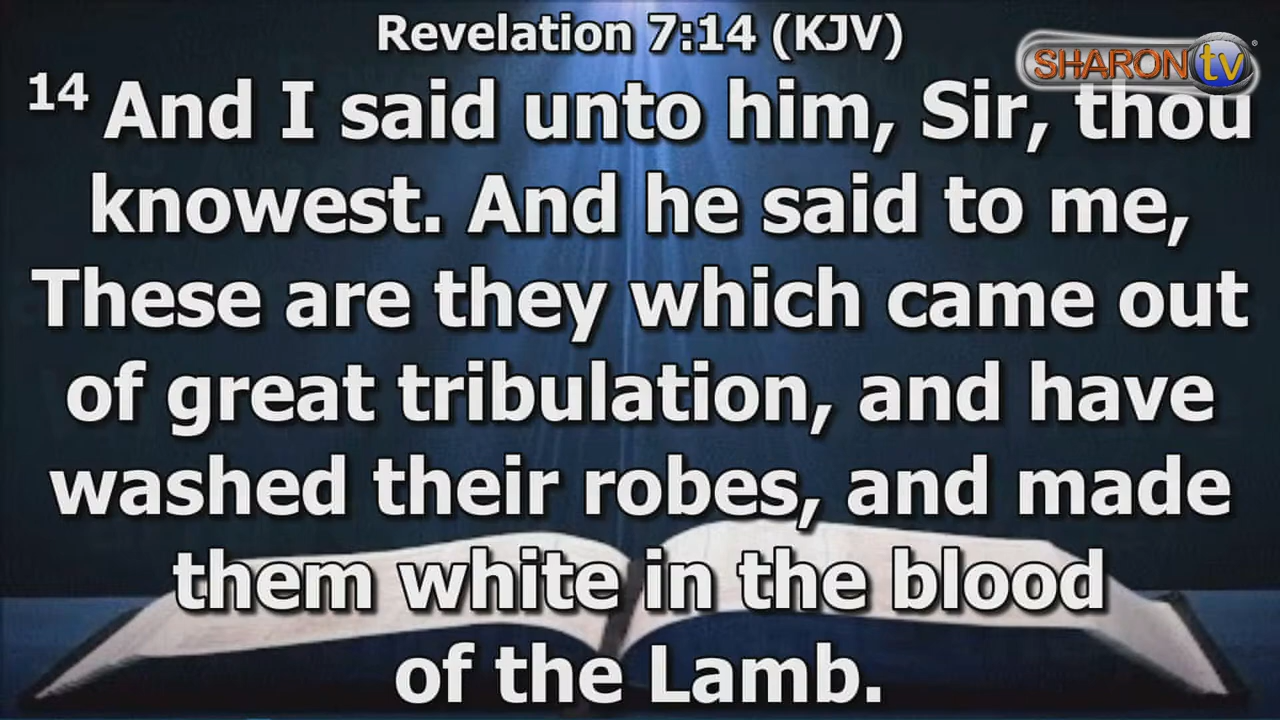 Revelation 7:14 (KJV)
SHARON tv
14 And I said unto him, Sir, thou
knowest. And he said to me,
These are they which came out
of great tribulation, and have
washed their robes, and made
them white in the blood
of the Lamb.